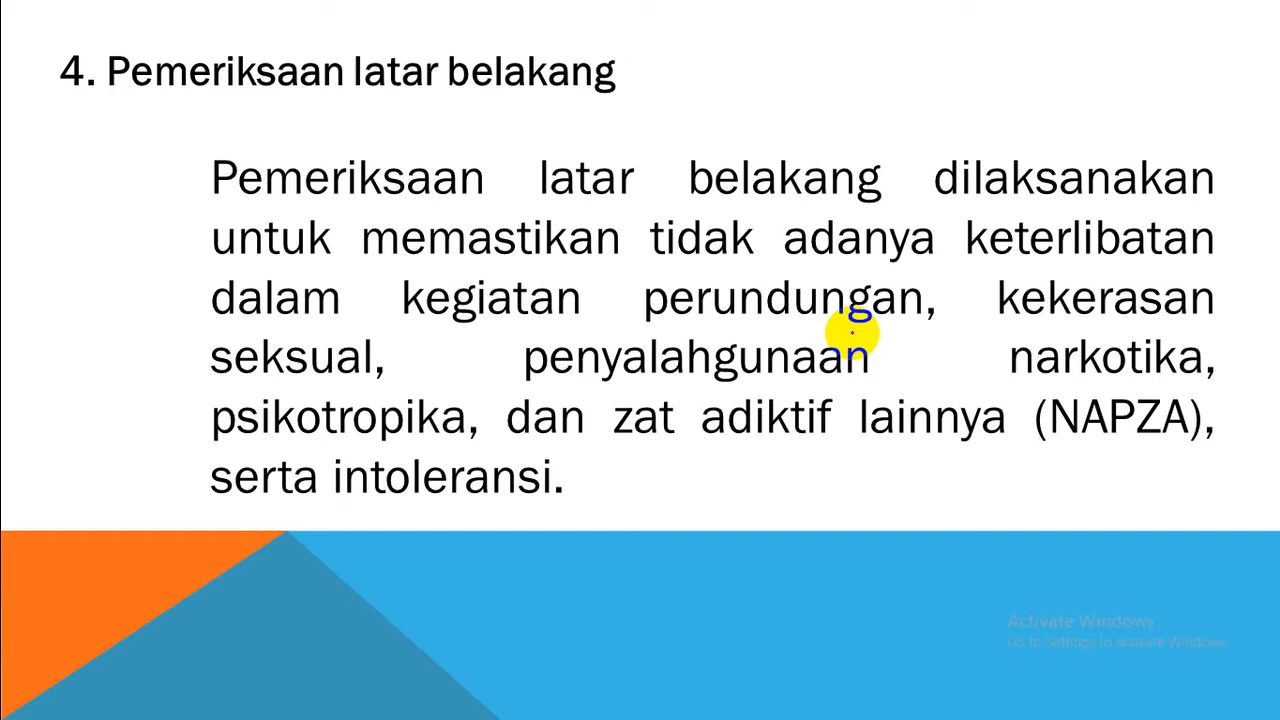 4. Pemeriksaan latar belakang
Pemeriksaan latar belakang dilaksanakan
untuk memastikan tidak adanya keterlibatan
dalam kegiatan perundungan, kekerasan
seksual, penyalahgunaan narkotika,
psikotropika, dan zat adiktif lainnya (NAPZA),
serta intoleransi.
Activate Windows
Go to Settings to activate Windows.